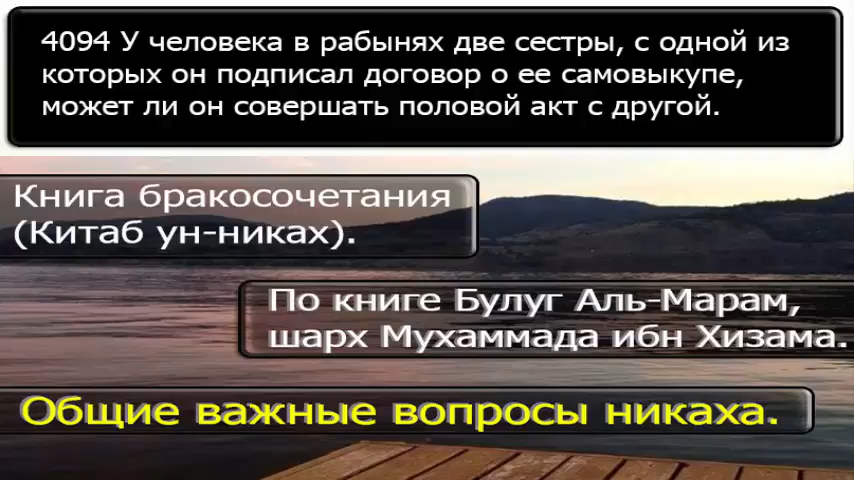 4094 У человека в рабынях две сестры, с одной из
которых он подписал договор о ее самовыкупе,
может ли он совершать половой акт с другой.
Книга бракосочетания
(Китаб ун-никах).
По книге Булуг Аль-Марам,
шарх Мухаммада ибн Хизама.
Общие важные вопросы никаха.